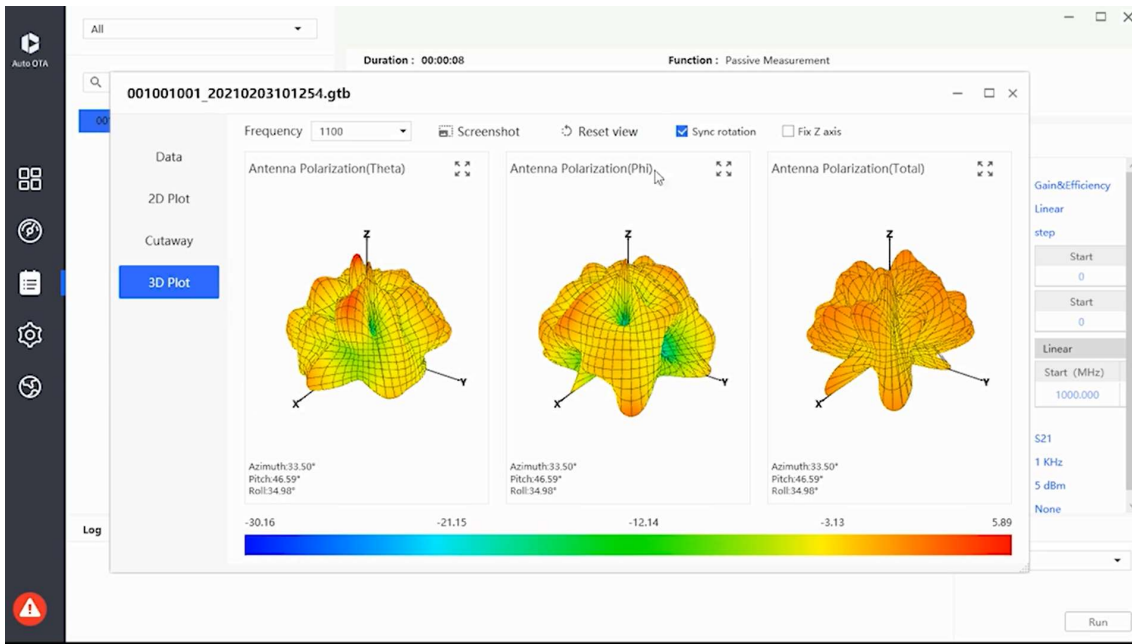 Auto OTA
All
Duration : 00:00:08
Function : Passive Measurement
001001001_20210203101254.gtb
Frequency 1100 Screenshot Reset view Sync rotation Fix Z axis
Data
2D Plot
Cutaway
3D Plot
Antenna Polarization(Theta)
Z
X
Y
Azimuth:33.50°
Pitch:46.59°
Roll:34.98°
Antenna Polarization(Phi)
Z
X
Y
Azimuth:33.50°
Pitch:46.59°
Roll:34.98°
Antenna Polarization(Total)
Z
X
Y
Azimuth:33.50°
Pitch:46.59°
Roll:34.98°
-30.16 -21.15 -12.14 -3.13 5.89
Gain&Efficiency
Linear
step
Start
0
Start
0
Linear
Start (MHz)
1000.000
S21
1 KHz
5 dBm
None
Log
Run